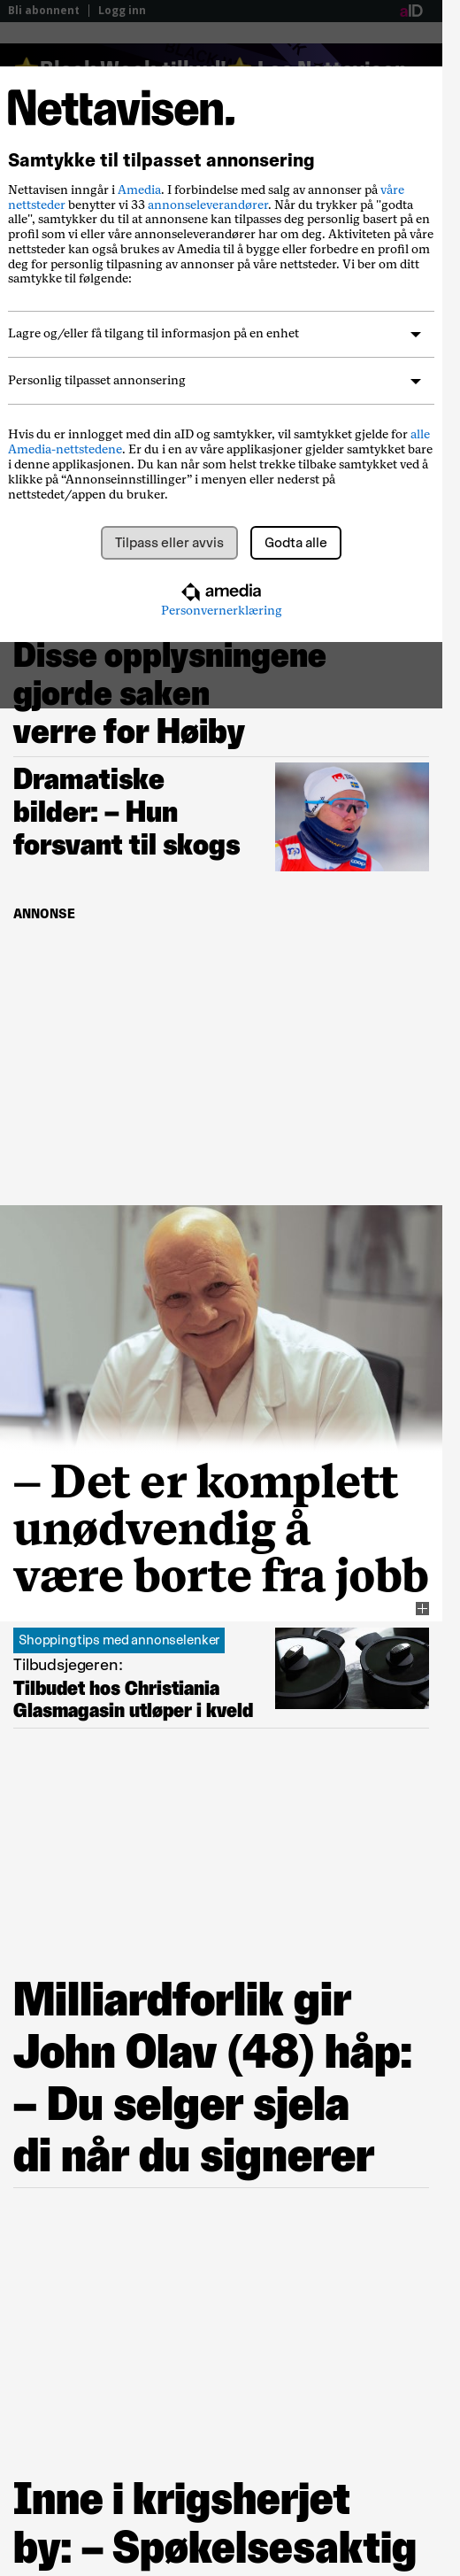 Bli abonnent | Logg inn
aID
Nettavisen.
Samtykke til tilpasset annonsering
Nettavisen inngår i Amedia. I forbindelse med salg av annonser på våre
nettsteder benytter vi 33 annonseleverandører. Når du trykker på "godta
alle", samtykker du til at annonsene kan tilpasses deg personlig basert på en
profil som vi eller våre annonseleverandører har om deg. Aktiviteten på våre
nettsteder kan også brukes av Amedia til å bygge eller forbedre en profil om
deg for personlig tilpasning av annonser på våre nettsteder. Vi ber om ditt
samtykke til følgende:
Lagre og/eller få tilgang til informasjon på en enhet
Personlig tilpasset annonsering
Hvis du er innlogget med din aID og samtykker, vil samtykket gjelde for alle
Amedia-nettstedene. Er du i en av våre applikasjoner gjelder samtykket bare
i denne applikasjonen. Du kan når som helst trekke tilbake samtykket ved å
klikke på “Annonseinnstillinger” i menyen eller nederst på
nettstedet/appen du bruker.
Tilpass eller avvis
Godta alle
amedia
Personvernerklæring
Disse opplysningene
gjorde saken
verre for Høiby
Dramatiske
bilder: – Hun
forsvant til skogs
ANNONSE
– Det er komplett
unødvendig å
være borte fra jobb
Shoppingtips med annonselenker
Tilbudsjegeren:
Tilbudet hos Christiania
Glasmagasin utløper i kveld
Milliardforlik gir
John Olav (48) håp:
– Du selger sjela
di når du signerer
Inne i krigsherjet
by: – Spøkelsesaktig